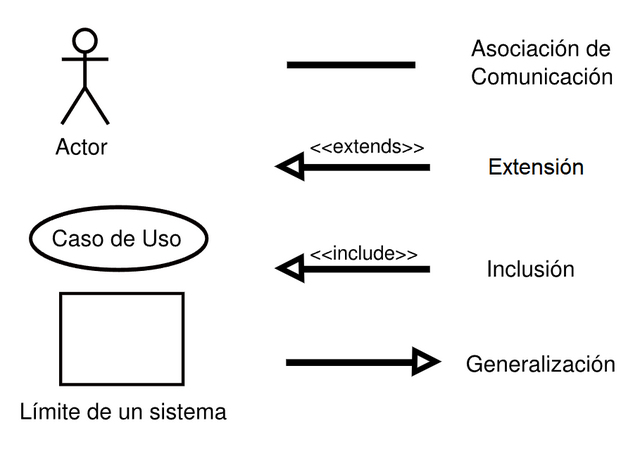 Actor
Asociación de
Comunicación
<<extends>>
Extensión
Caso de Uso
<<include>>
Inclusión
Límite de un sistema
Generalización